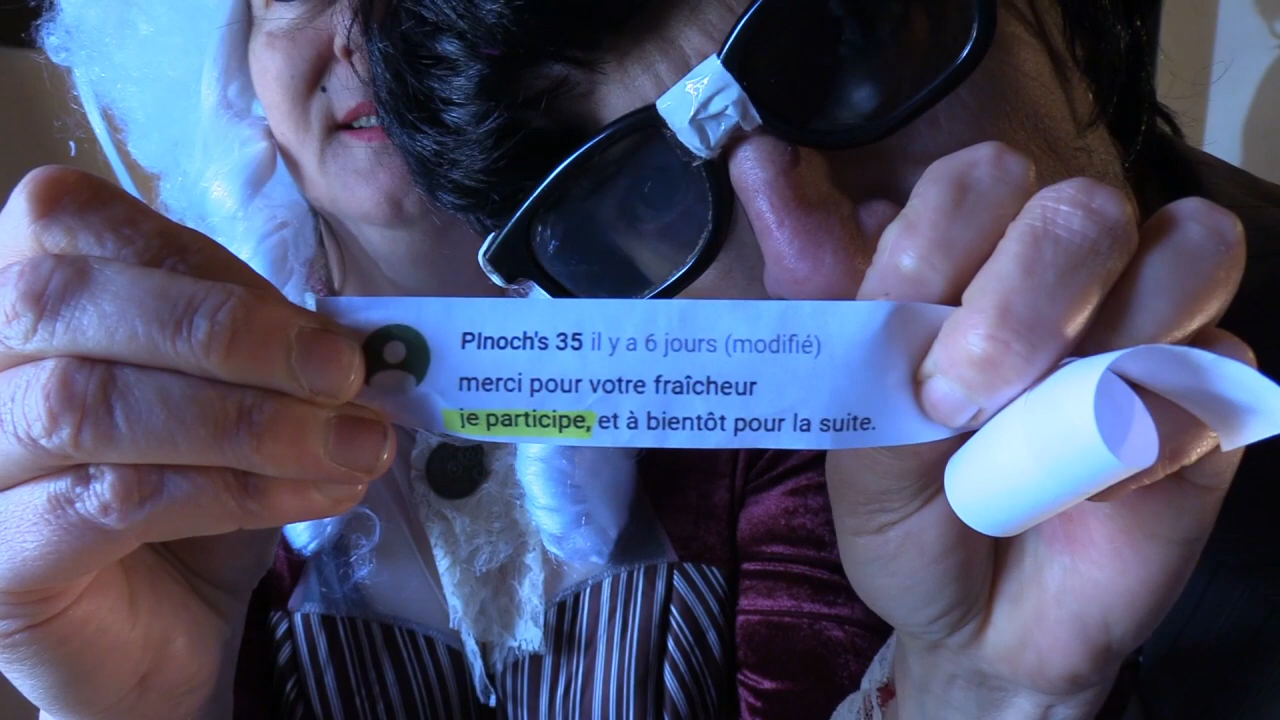 PInoch's 35 il y a 6 jours (modifié)
merci pour votre fraîcheur
je participe, et à bientôt pour la suite.